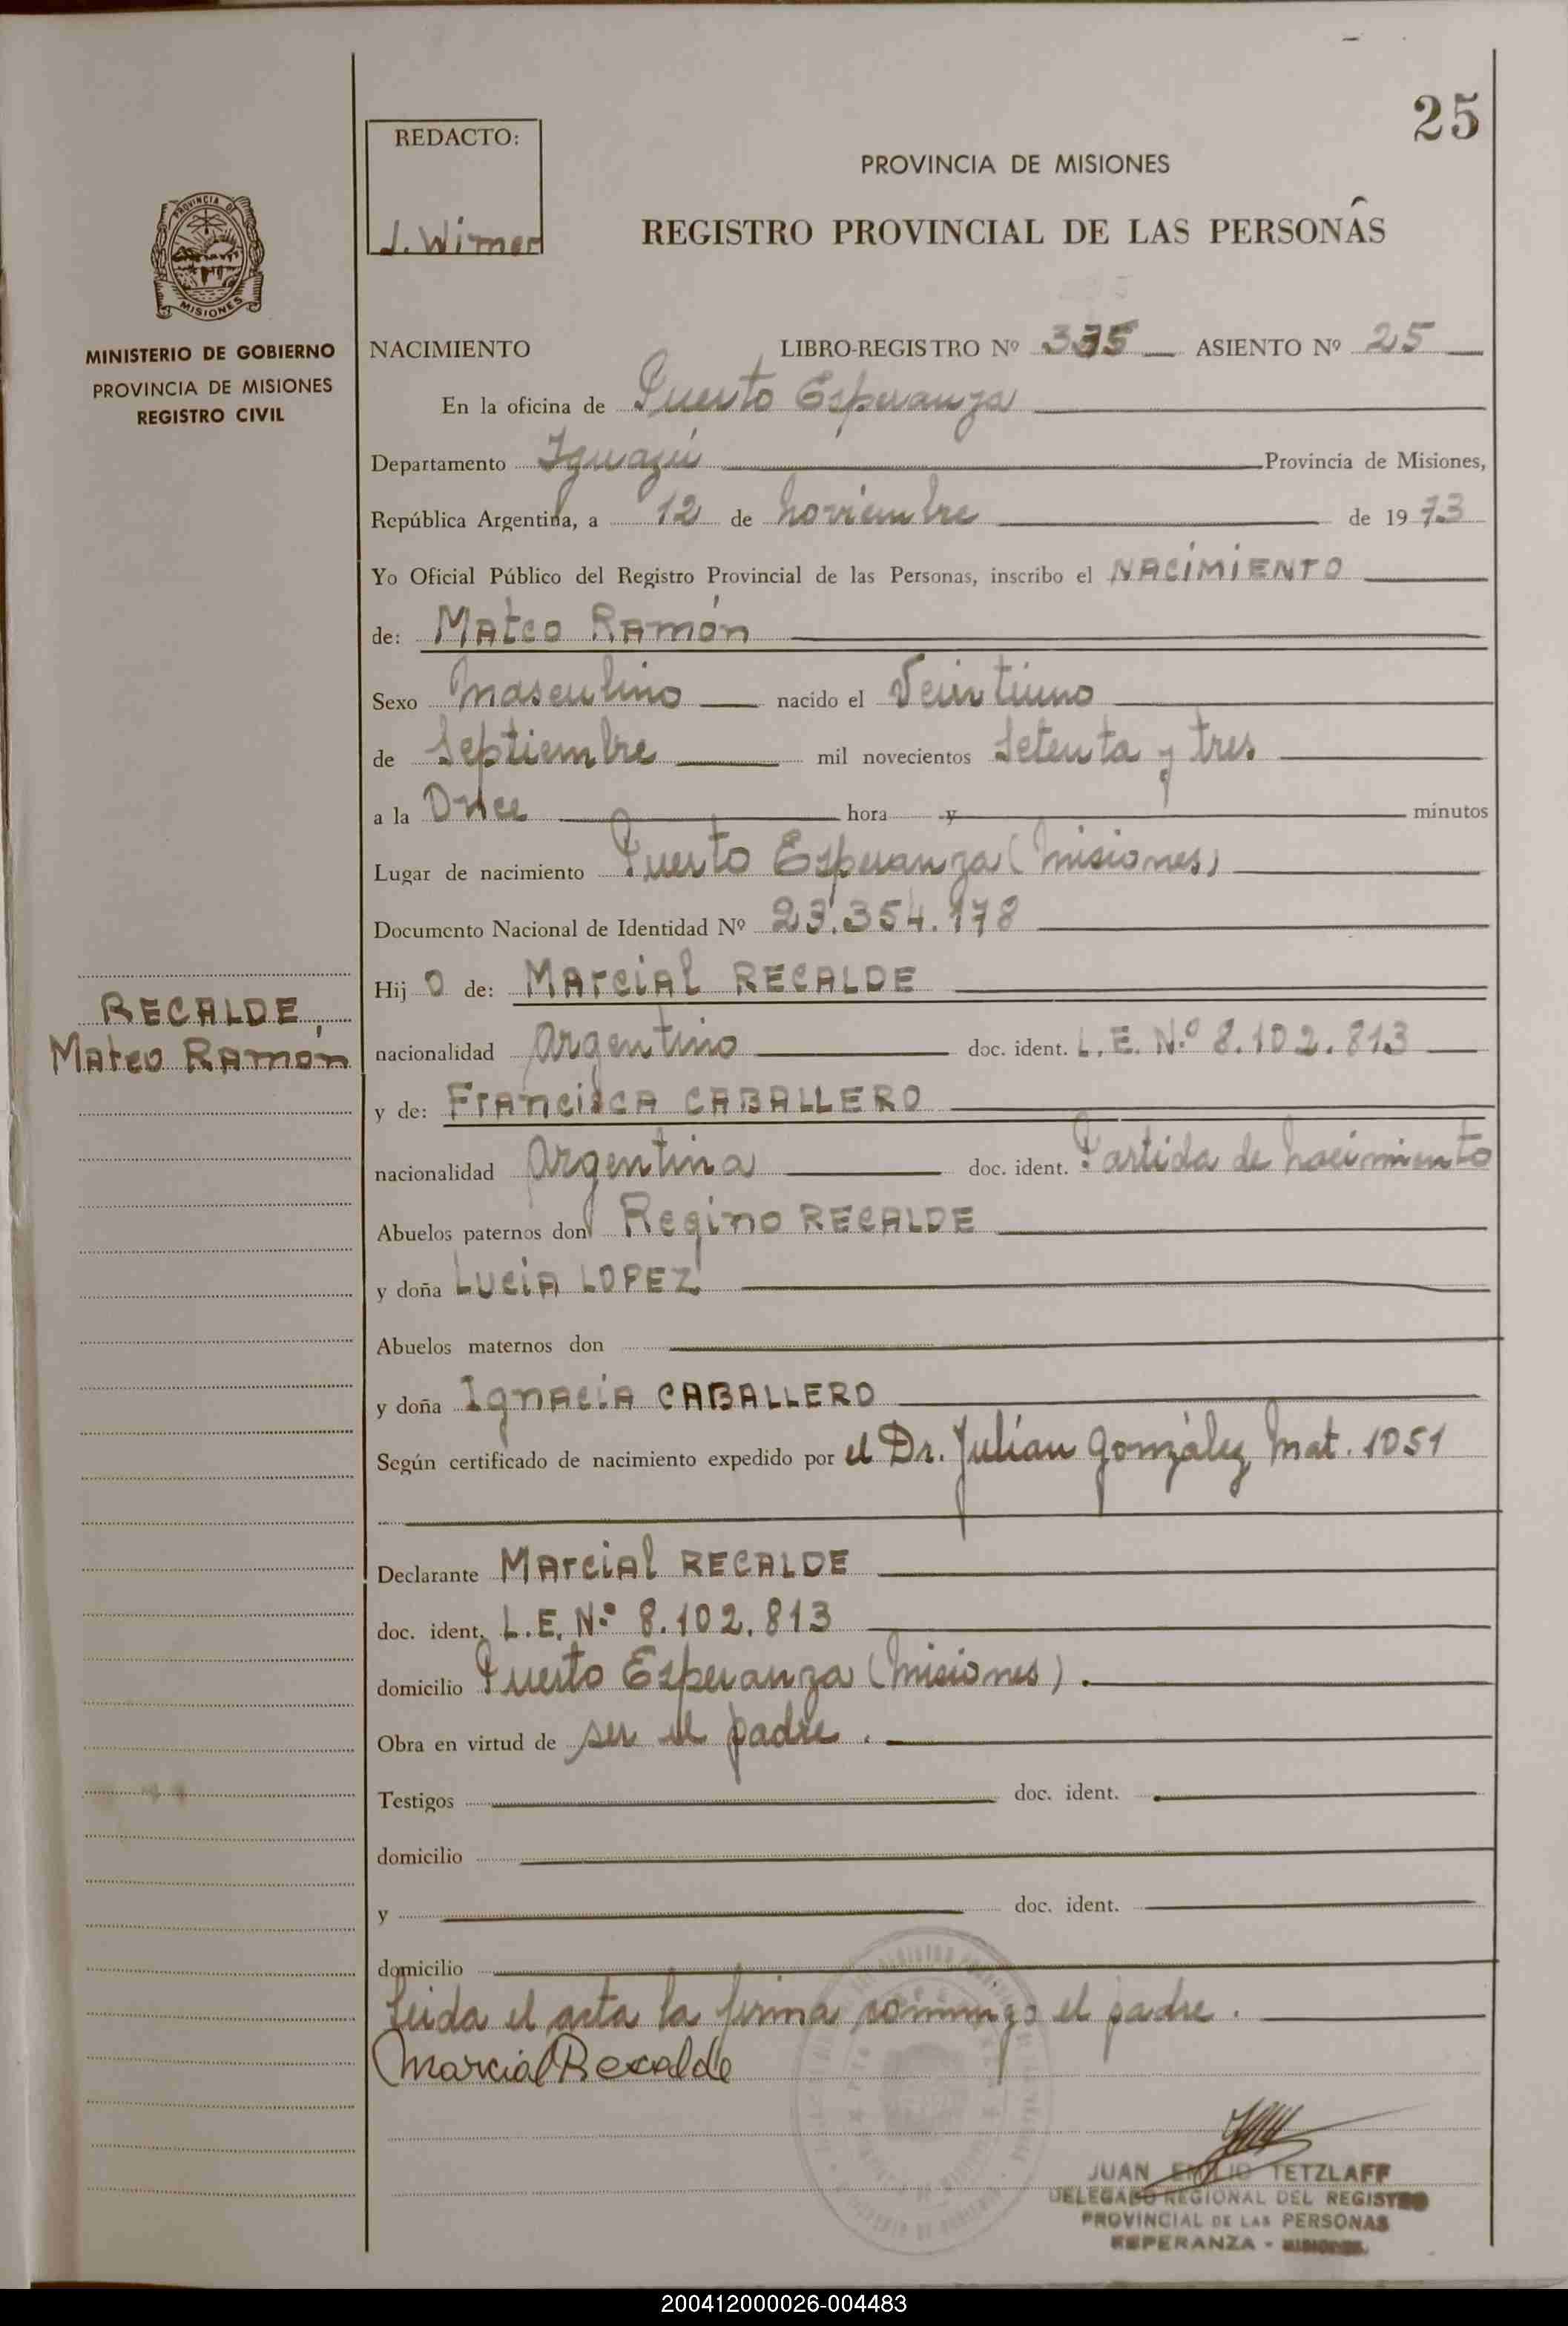 25
REDACTO:
J. Wimer
PROVINCIA DE MISIONES
REGISTRO PROVINCIAL DE LAS PERSONAS
PROVINCIA DE
MISIONES
MINISTERIO DE GOBIERNO
PROVINCIA DE MISIONES
REGISTRO CIVIL
NACIMIENTO LIBRO-REGISTRO Nº 335 ASIENTO Nº 25
En la oficina de Puerto Esperanza
Departamento Iguazú Provincia de Misiones,
República Argentina, a 12 de Noviembre de 1973
Yo Oficial Público del Registro Provincial de las Personas, inscribo el NACIMIENTO
de: Mateo Ramón
Sexo Masculino nacido el Veintiuno
de Septiembre mil novecientos Setenta y tres
a la Once hora y minutos
Lugar de nacimiento Puerto Esperanza (Misiones)
Documento Nacional de Identidad Nº 23.354.178
Hij o de: Marcial RECALDE
RECALDE,
Mateo Ramón
nacionalidad Argentino doc. ident. L.E. N.º 8.102.813
y de: Francisca CABALLERO
nacionalidad Argentina doc. ident. Partida de Nacimiento
Abuelos paternos don Regino RECALDE
y doña Lucia LOPEZ
Abuelos maternos don
y doña Ignacia CABALLERO
Según certificado de nacimiento expedido por el Dr. Julián González Mat. 1051
Declarante Marcial RECALDE
doc. ident. L.E. Nº 8.102.813
domicilio Puerto Esperanza (Misiones).
Obra en virtud de ser el padre.
Testigos doc. ident.
domicilio
y doc. ident.
domicilio
Leida el acta la firma conmigo el padre.
Marcial Recalde
JUAN EMILIO TETZLAFF
DELEGADO REGIONAL DEL REGISTRO
PROVINCIAL DE LAS PERSONAS
ESPERANZA - MISIONES
200412000026-004483